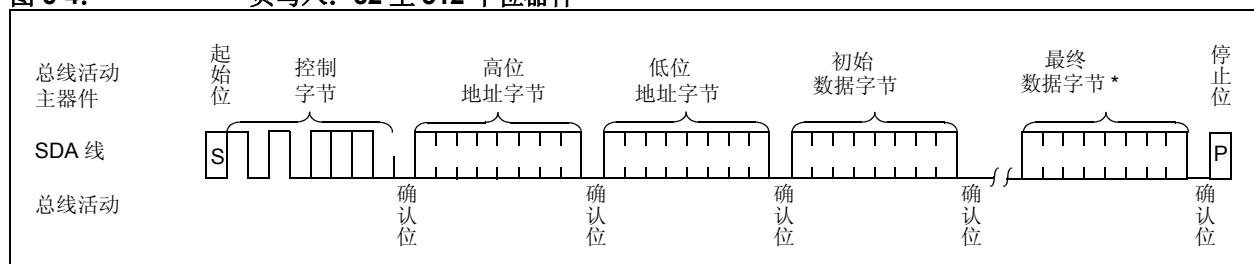 总线活动
主器件
起始位
控制
字节
高位
地址字节
低位
地址字节
初始
数据字节
最终
数据字节 *
停止位
SDA 线
S
P
总线活动
确认位
确认位
确认位
确认位
确认位